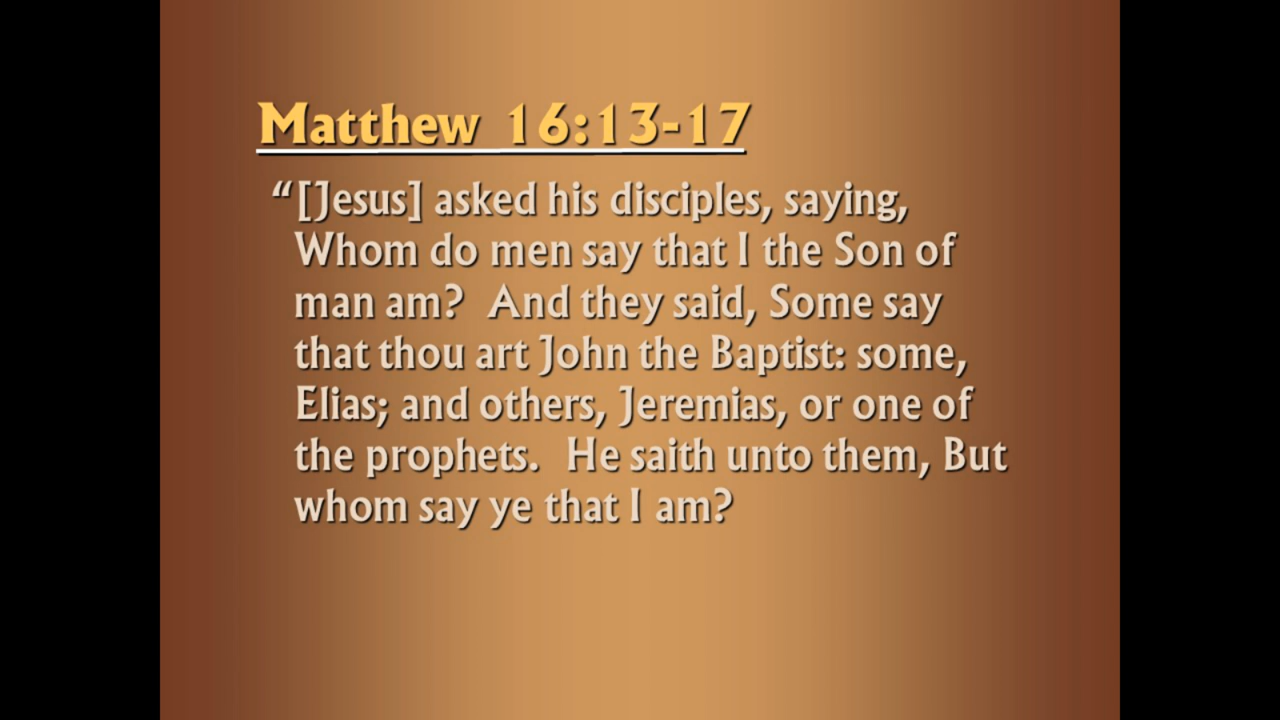 Matthew 16:13-17
“[Jesus] asked his disciples, saying,
Whom do men say that I the Son of
man am? And they said, Some say
that thou art John the Baptist: some,
Elias; and others, Jeremias, or one of
the prophets. He saith unto them, But
whom say ye that I am?